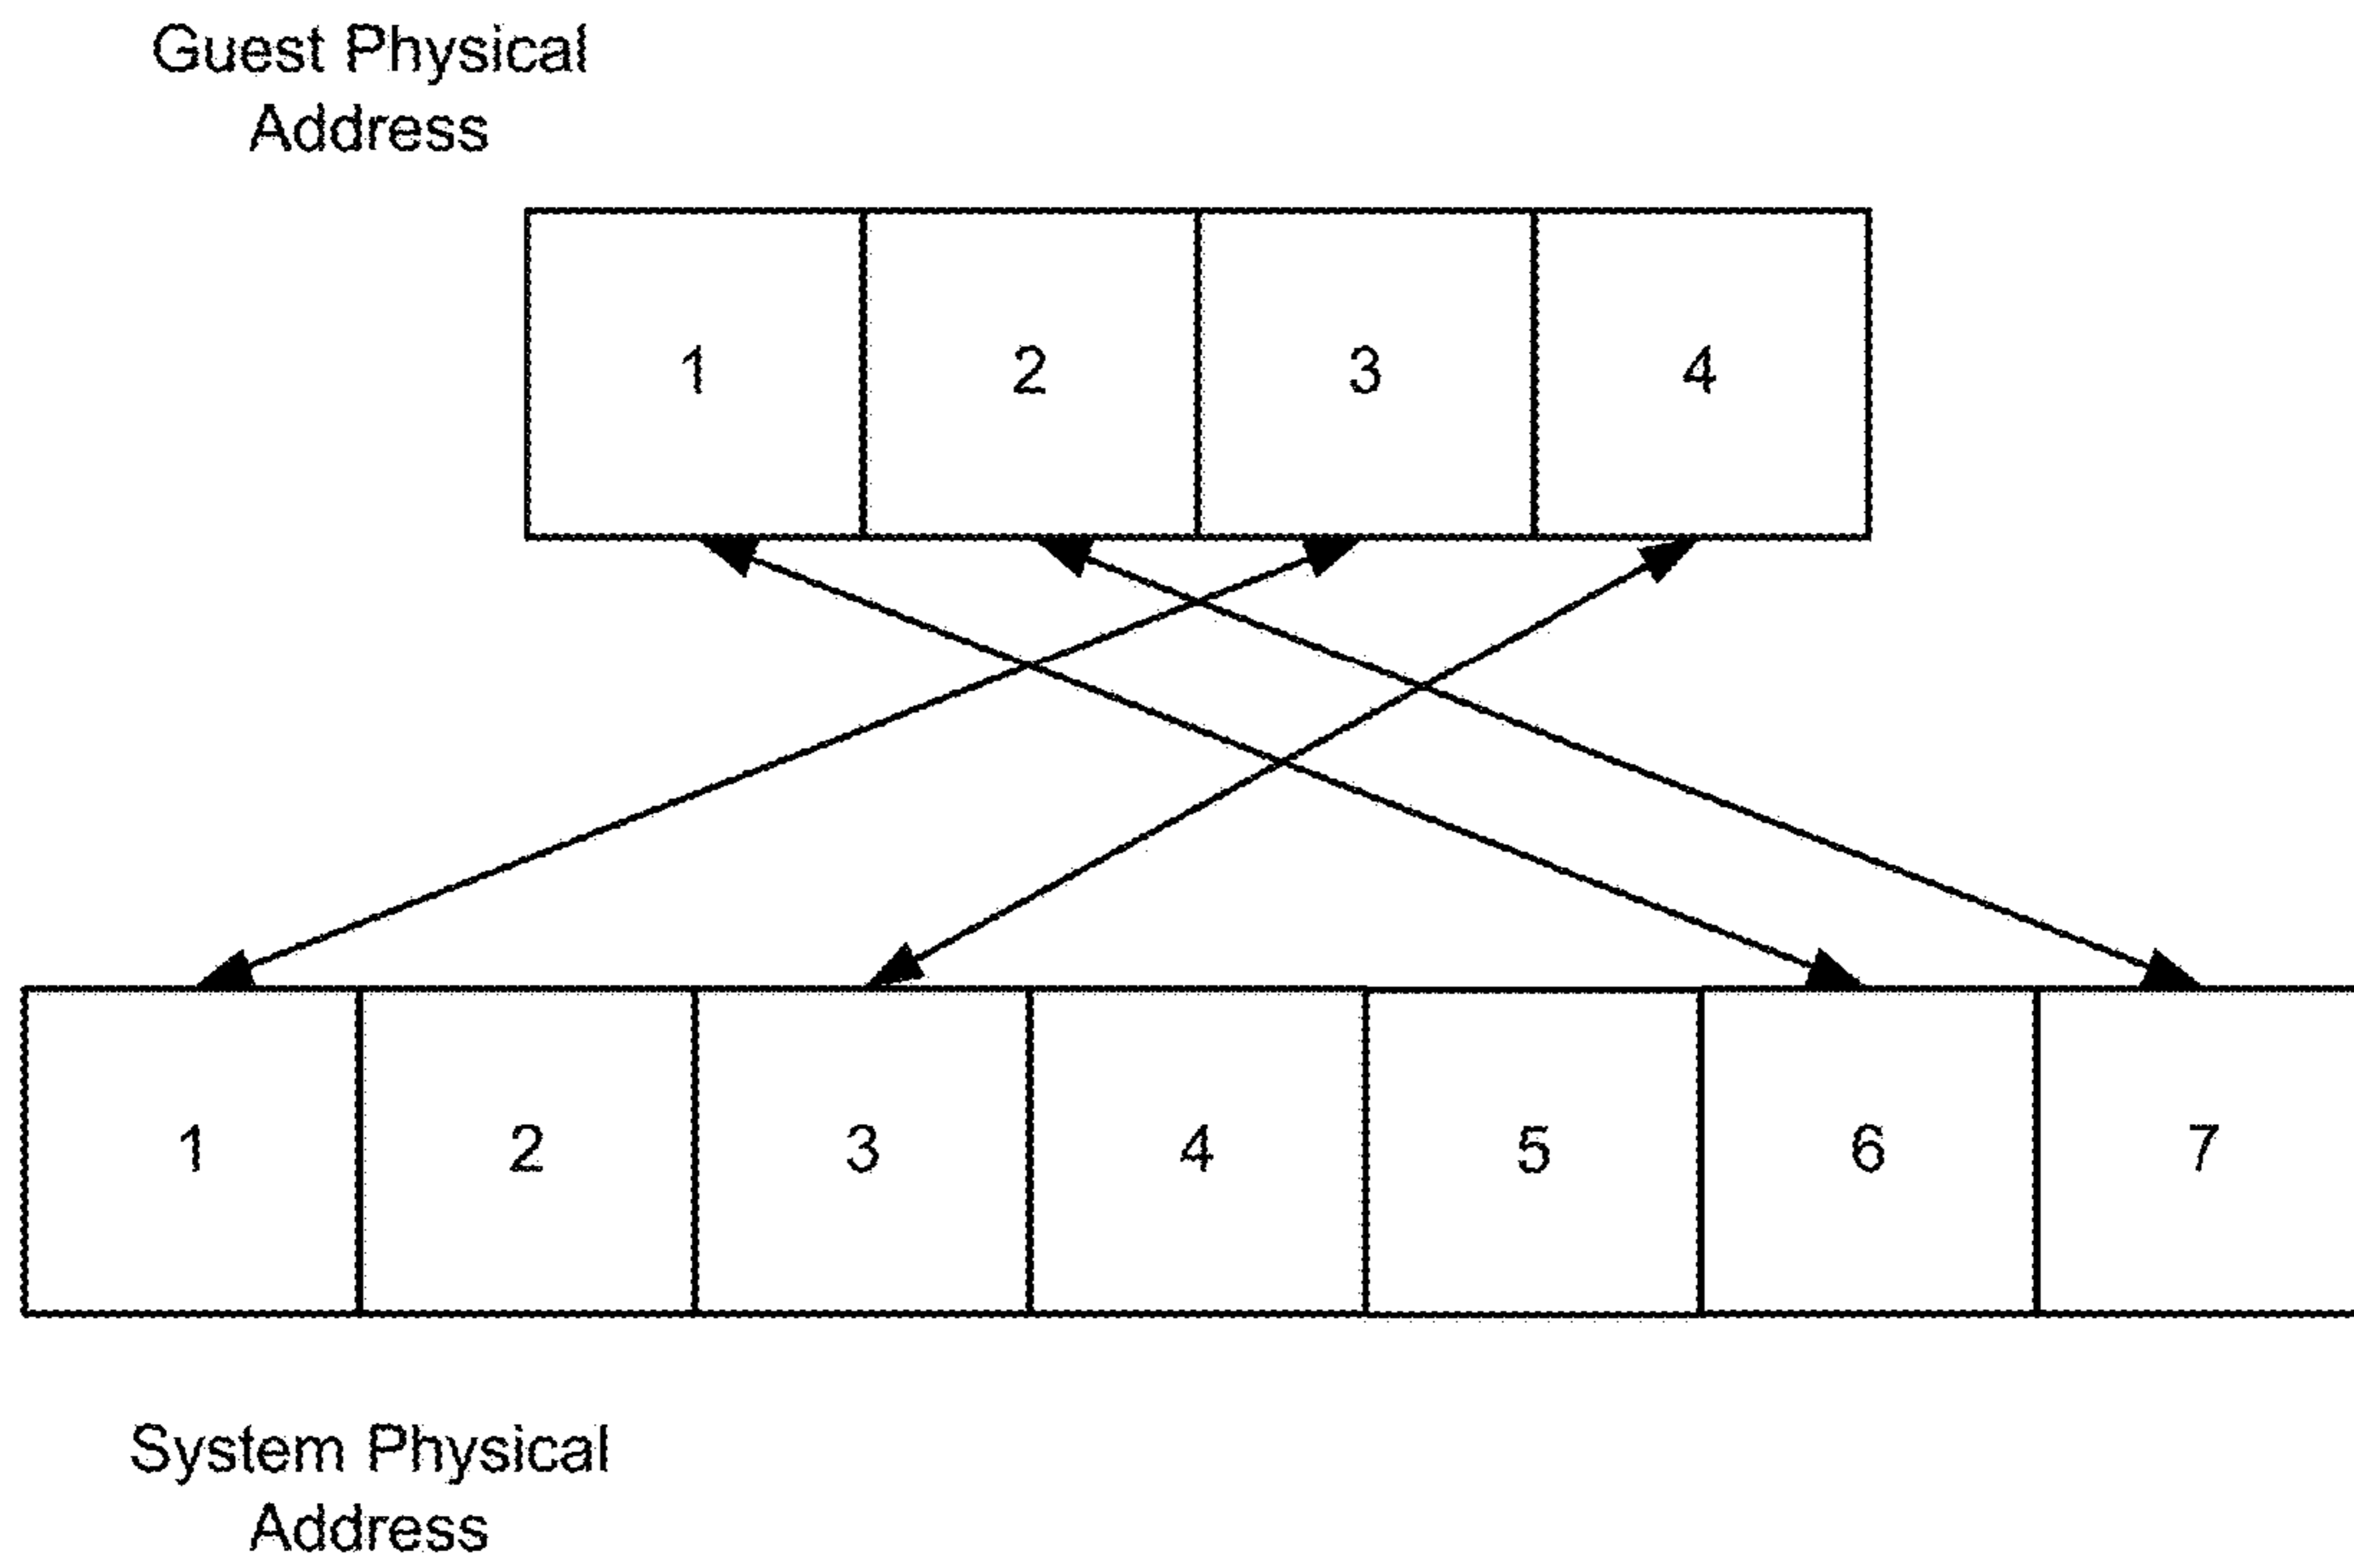 Guest Physical
Address
1 2 3 4
1 2 3 4 5 6 7
System Physical
Address